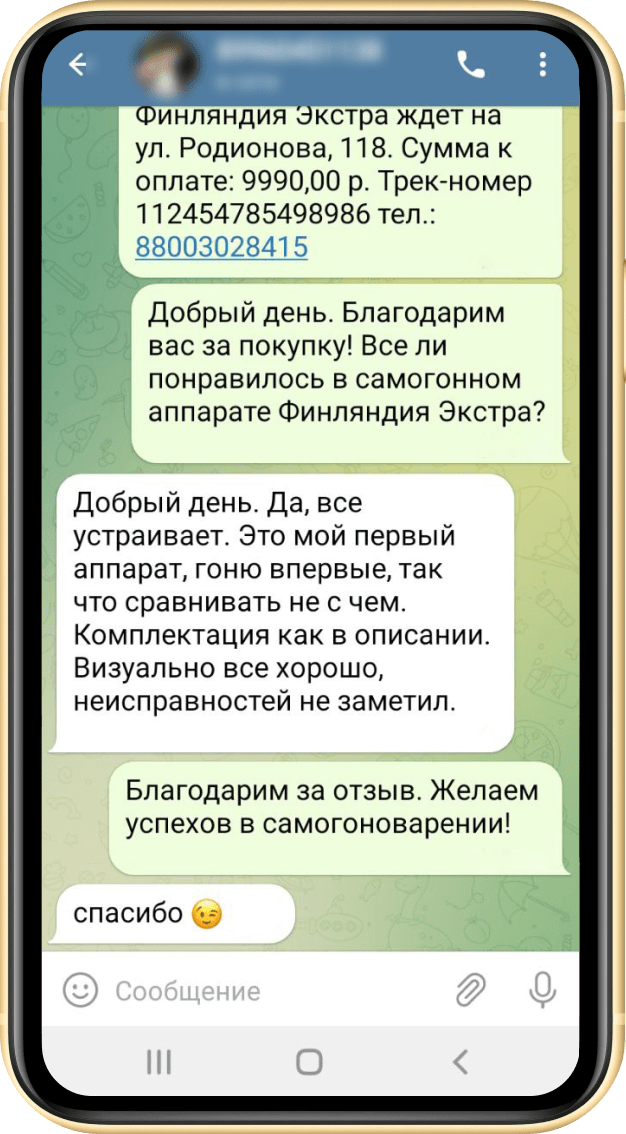 Финляндия Экстра ждет на
ул. Родионова, 118. Сумма к
оплате: 9990,00 р. Трек-номер
112454785498986 тел.:
88003028415
Добрый день. Благодарим
вас за покупку! Все ли
понравилось в самогонном
аппарате Финляндия Экстра?
Добрый день. Да, все
устраивает. Это мой первый
аппарат, гоню впервые, так
что сравнивать не с чем.
Комплектация как в описании.
Визуально все хорошо,
неисправностей не заметил.
Благодарим за отзыв. Желаем
успехов в самогоноварении!
спасибо 😉
Сообщение